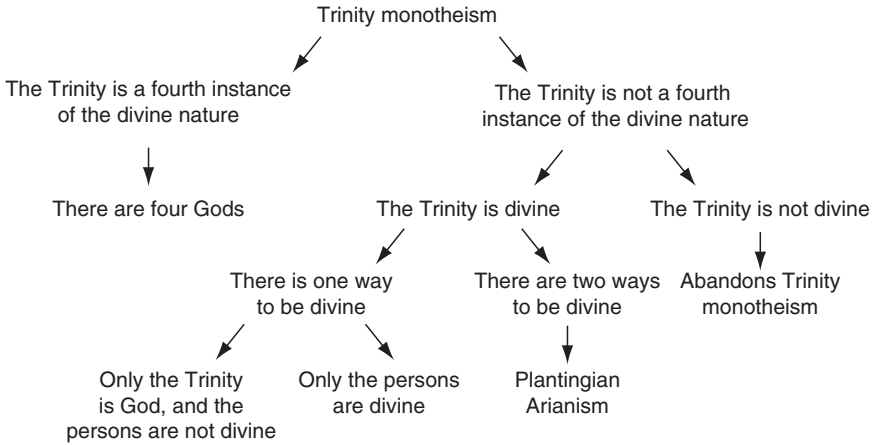 Trinity monotheism
The Trinity is a fourth instance
of the divine nature
The Trinity is not a fourth
instance of the divine nature
There are four Gods
The Trinity is divine
The Trinity is not divine
There is one way
to be divine
There are two ways
to be divine
Abandons Trinity
monotheism
Only the Trinity
is God, and the
persons are not divine
Only the persons
are divine
Plantingian
Arianism